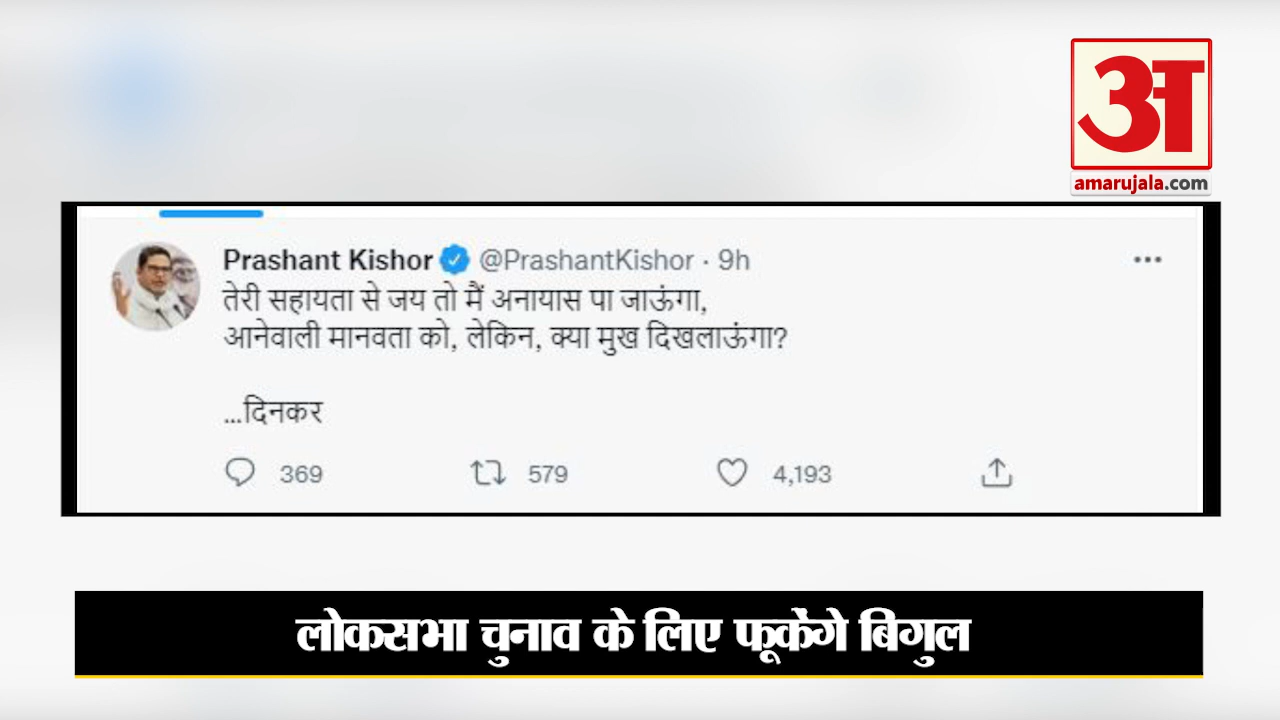 अ
amarujala.com
Prashant Kishor @PrashantKishor · 9h
तेरी सहायता से जय तो मैं अनायास पा जाऊंगा,
आनेवाली मानवता को, लेकिन, क्या मुख दिखलाऊंगा?
...दिनकर
369 579 4,193
लोकसभा चुनाव के लिए फूकेंगे बिगुल